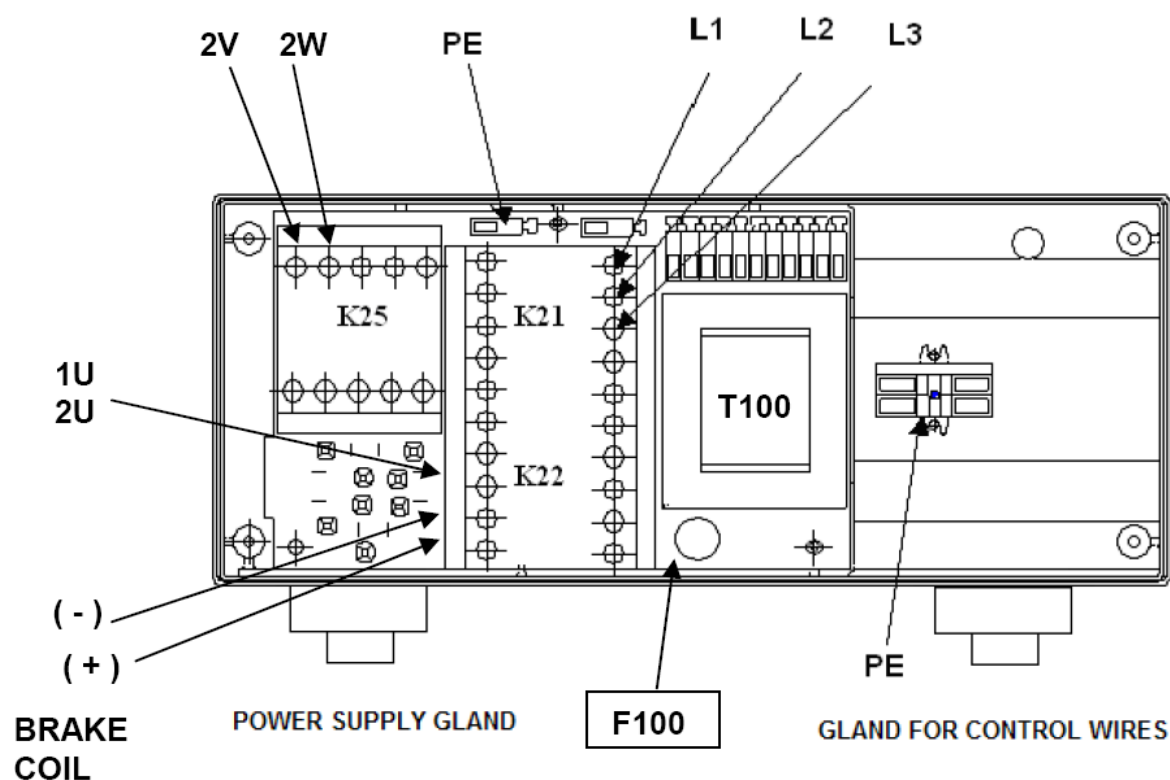 2V 2W PE L1 L2 L3
K25 K21
1U
2U
T100
K22
( - )
( + )
PE
BRAKE
COIL
POWER SUPPLY GLAND
F100
GLAND FOR CONTROL WIRES